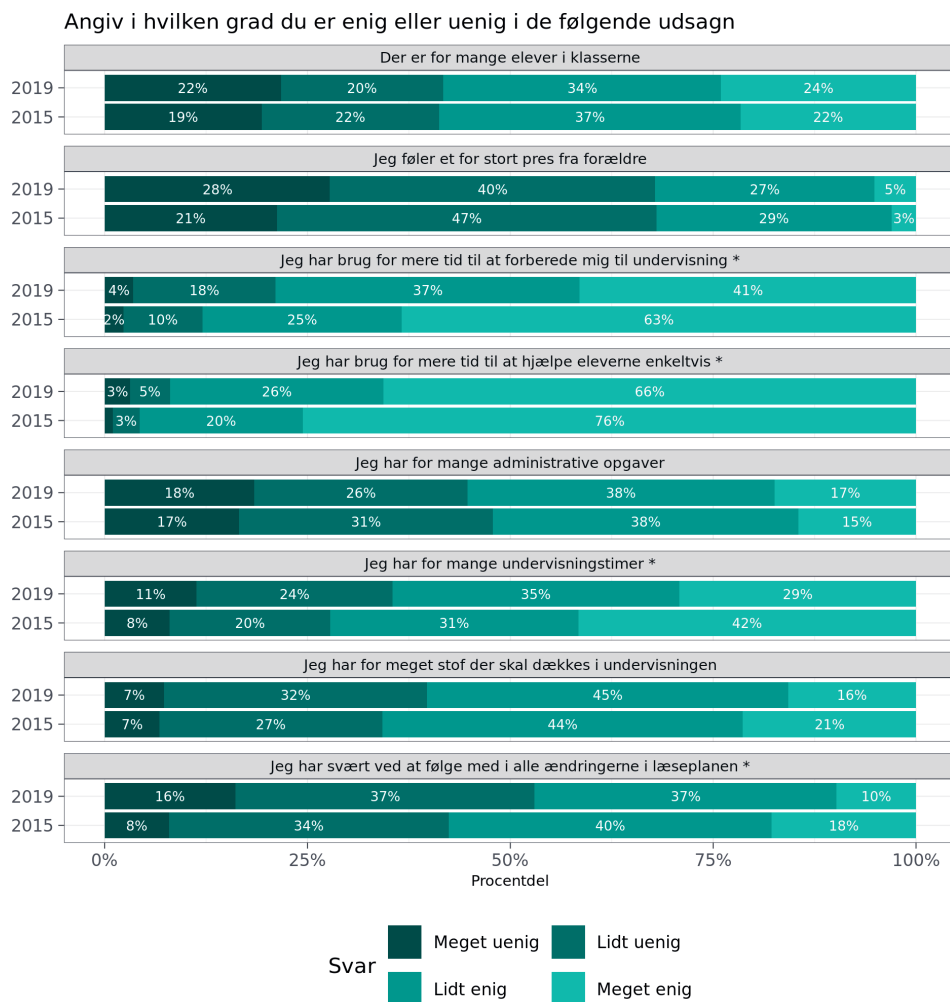 Angiv i hvilken grad du er enig eller uenig i de følgende udsagn
Der er for mange elever i klasserne
2019 22% 20% 34% 24%
2015 19% 22% 37% 22%
Jeg føler et for stort pres fra forældre
2019 28% 40% 27% 5%
2015 21% 47% 29% 3%
Jeg har brug for mere tid til at forberede mig til undervisning *
2019 4% 18% 37% 41%
2015 2% 10% 25% 63%
Jeg har brug for mere tid til at hjælpe eleverne enkeltvis *
2019 3% 5% 26% 66%
2015 3% 20% 76%
Jeg har for mange administrative opgaver
2019 18% 26% 38% 17%
2015 17% 31% 38% 15%
Jeg har for mange undervisningstimer *
2019 11% 24% 35% 29%
2015 8% 20% 31% 42%
Jeg har for meget stof der skal dækkes i undervisningen
2019 7% 32% 45% 16%
2015 7% 27% 44% 21%
Jeg har svært ved at følge med i alle ændringerne i læseplanen *
2019 16% 37% 37% 10%
2015 8% 34% 40% 18%
0% 25% 50% 75% 100%
Procentdel
Svar
Meget uenig Lidt uenig
Lidt enig Meget enig